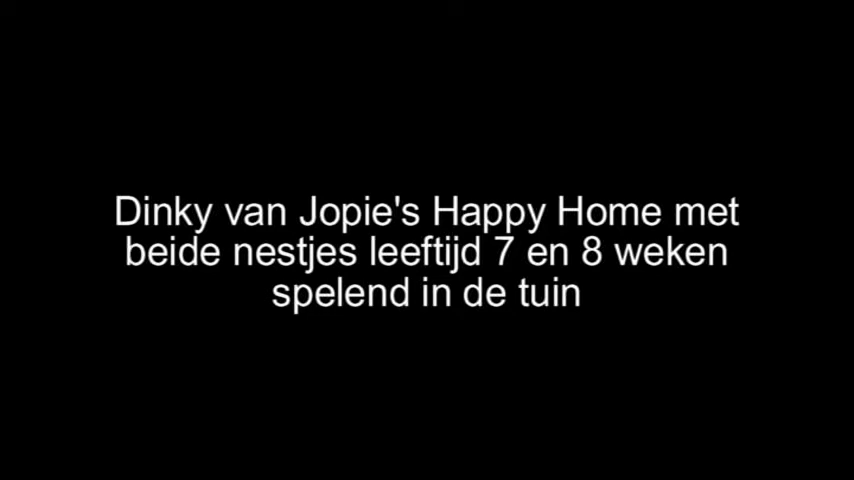 Dinky van Jopie's Happy Home met
beide nestjes leeftijd 7 en 8 weken
spelend in de tuin